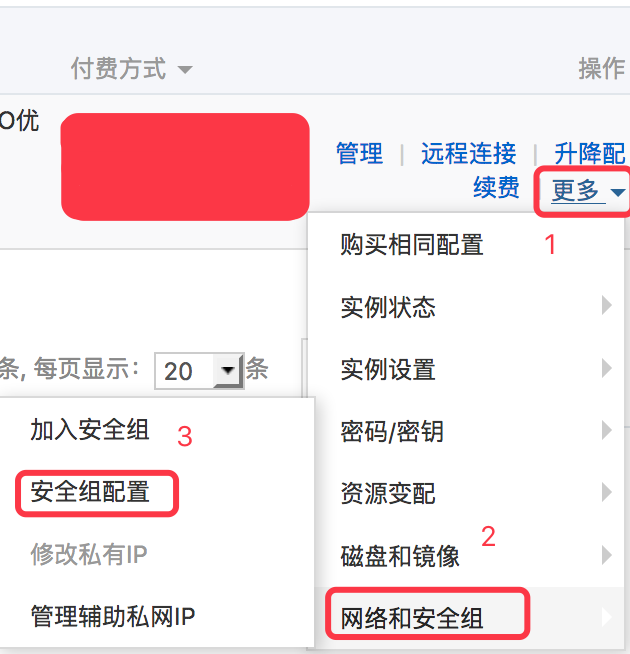 付费方式 操作
O优
管理 | 远程连接 | 升降配
续费 | 更多
购买相同配置 1
实例状态
条, 每页显示: 20 条 实例设置
加入安全组 3 密码/密钥
安全组配置 资源变配
2
修改私有IP 磁盘和镜像
管理辅助私网IP 网络和安全组